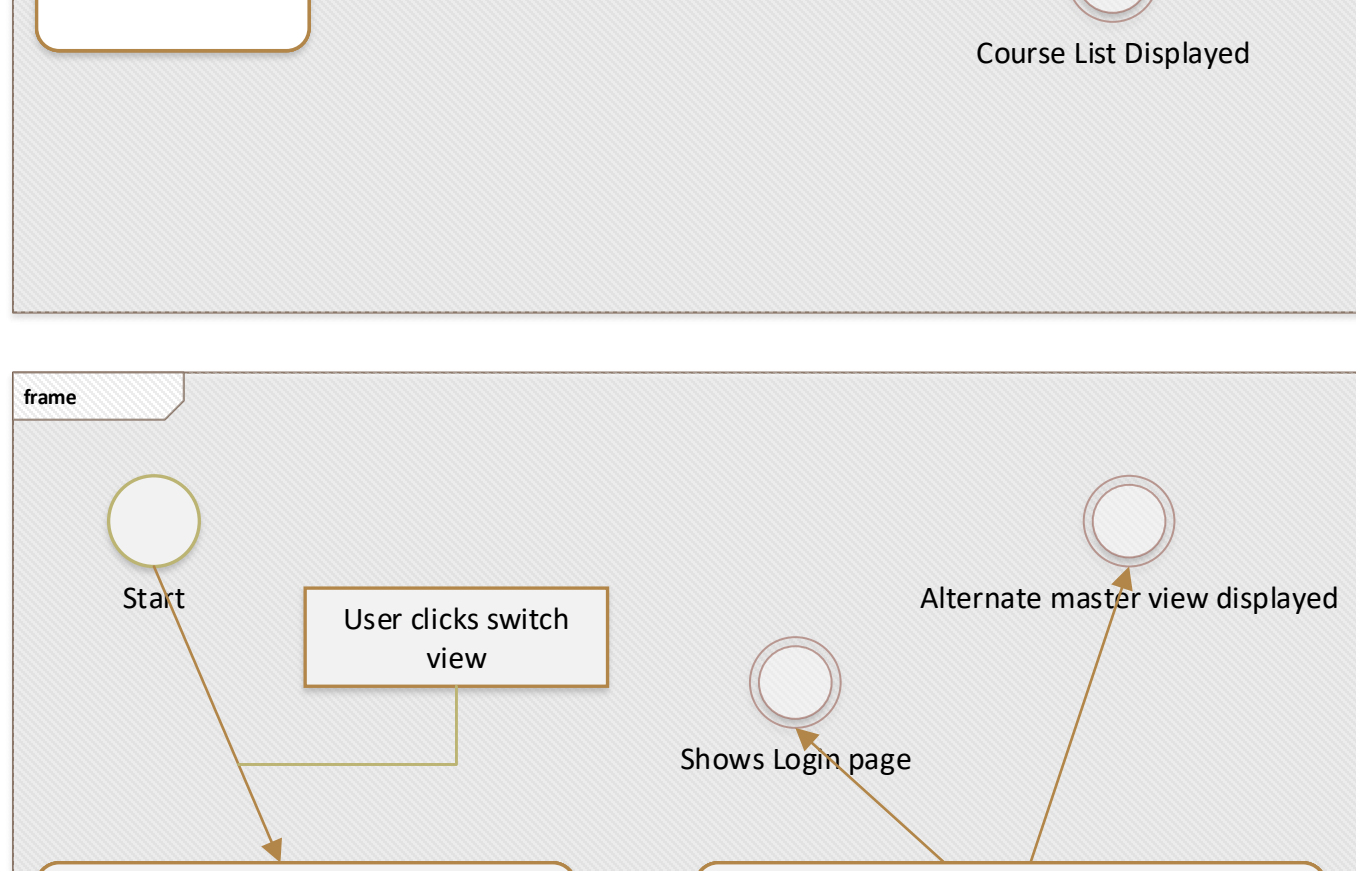 Course List Displayed
frame
Start
User clicks switch
view
Alternate master view displayed
Shows Login page